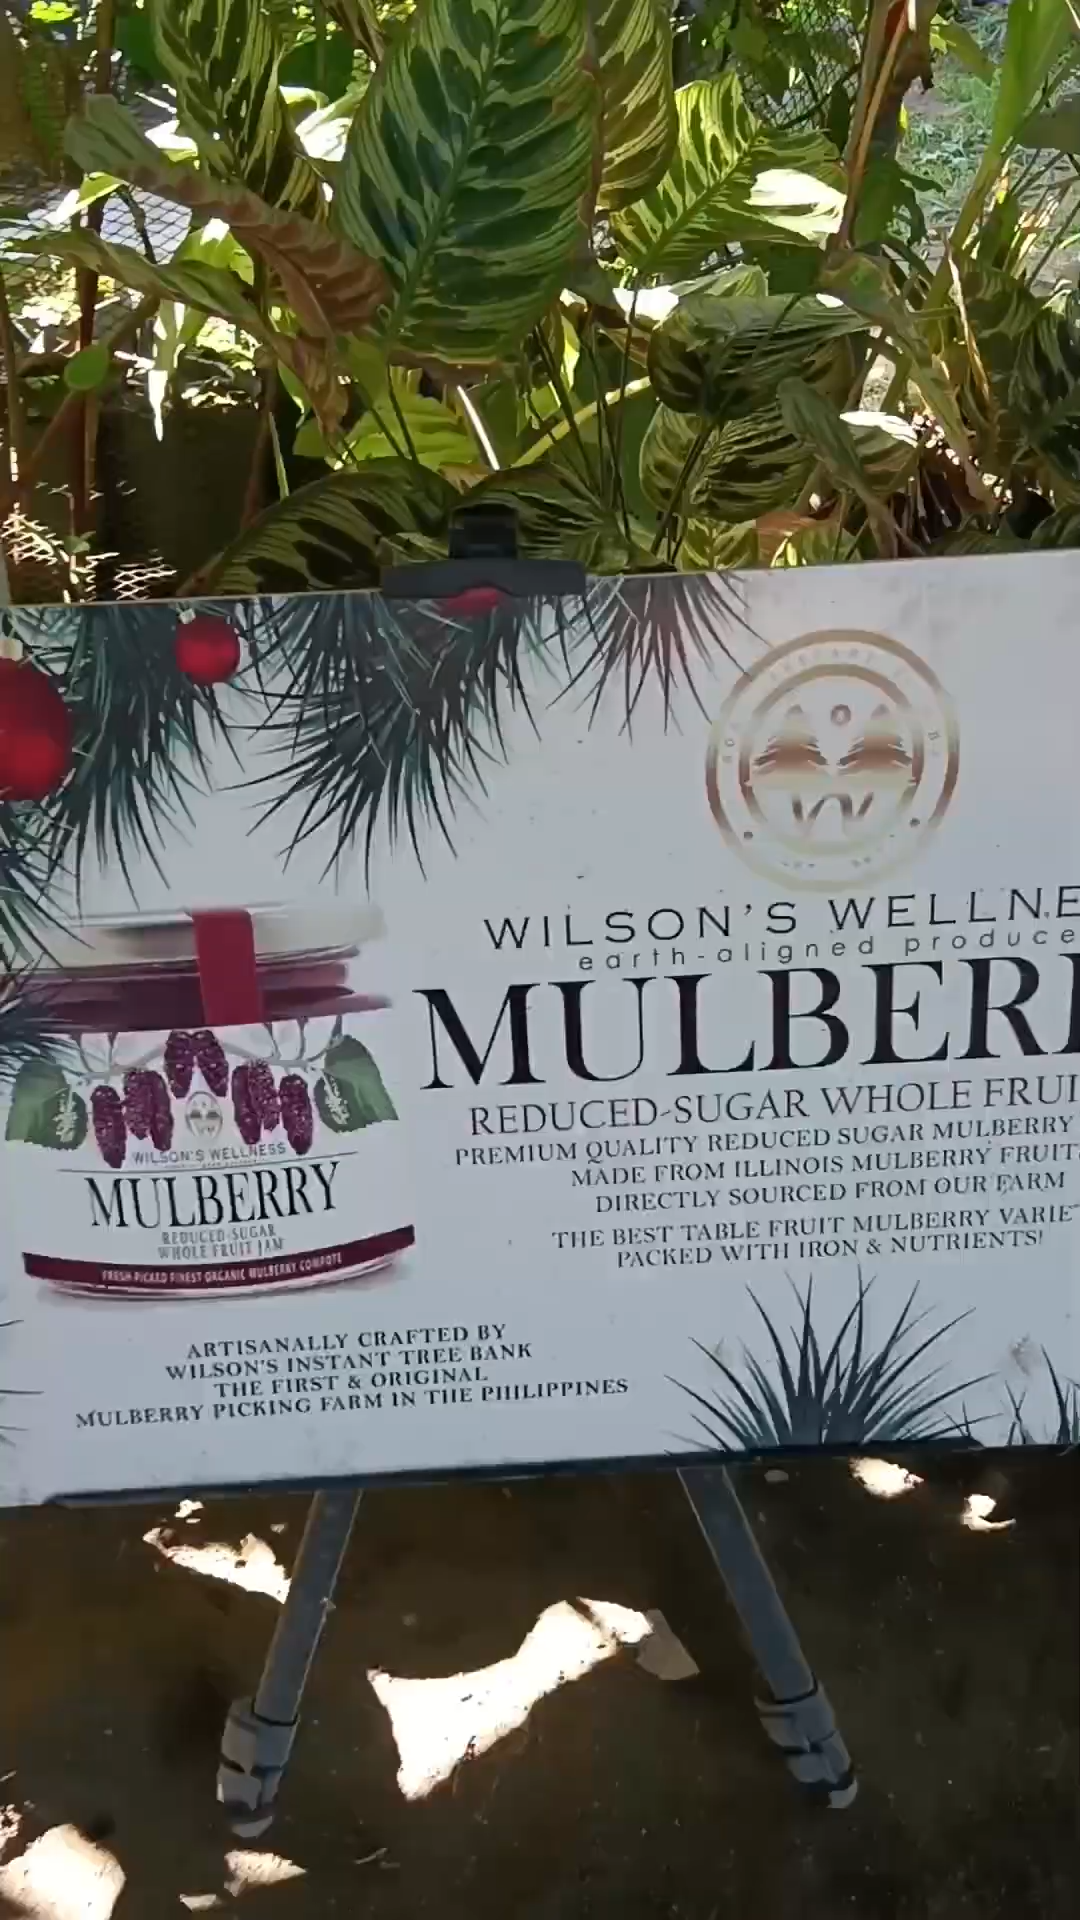 WILSON'S WELLNE
earth-aligned produce
MULBER
REDUCED-SUGAR WHOLE FRUI
PREMIUM QUALITY REDUCED SUGAR MULBERRY
MADE FROM ILLINOIS MULBERRY FRUIT
DIRECTLY SOURCED FROM OUR FARM
THE BEST TABLE FRUIT MULBERRY VARIE
PACKED WITH IRON & NUTRIENTS!
WILSON'S WELLNESS
MULBERRY
REDUCED-SUGAR
WHOLE FRUIT JAM
FRESH-PICKED FINEST ORGANIC MULBERRY COMPOTE
ARTISANALLY CRAFTED BY
WILSON'S INSTANT TREE BANK
THE FIRST & ORIGINAL
MULBERRY PICKING FARM IN THE PHILIPPINES